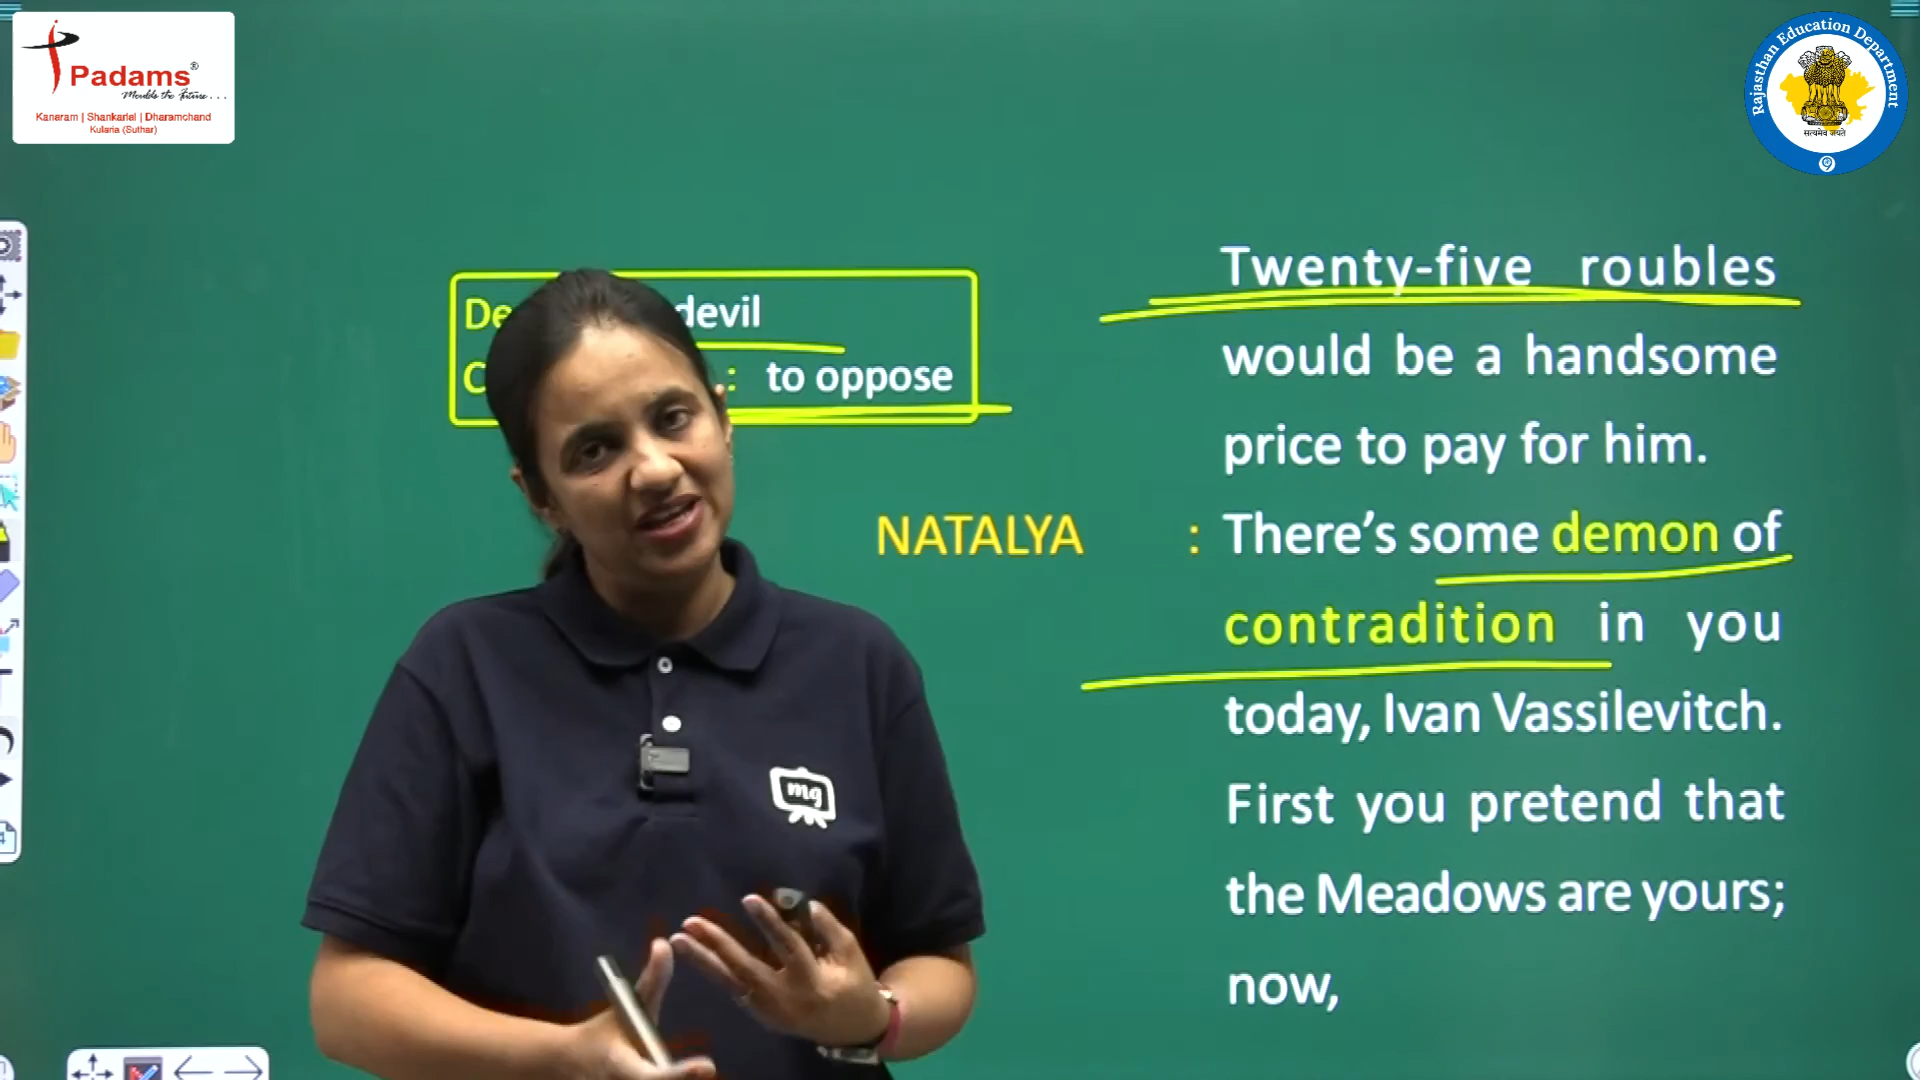 Padams®
Moulds the Future...
Kanaram | Shankarlal | Dharamchand
Kularia (Suthar)
Rajasthan Education Department
सत्यमेव जयते
devil
: to oppose
Twenty-five roubles
would be a handsome
price to pay for him.
NATALYA : There's some demon of
contradition in you
today, Ivan Vassilevitch.
First you pretend that
the Meadows are yours;
now,
mg